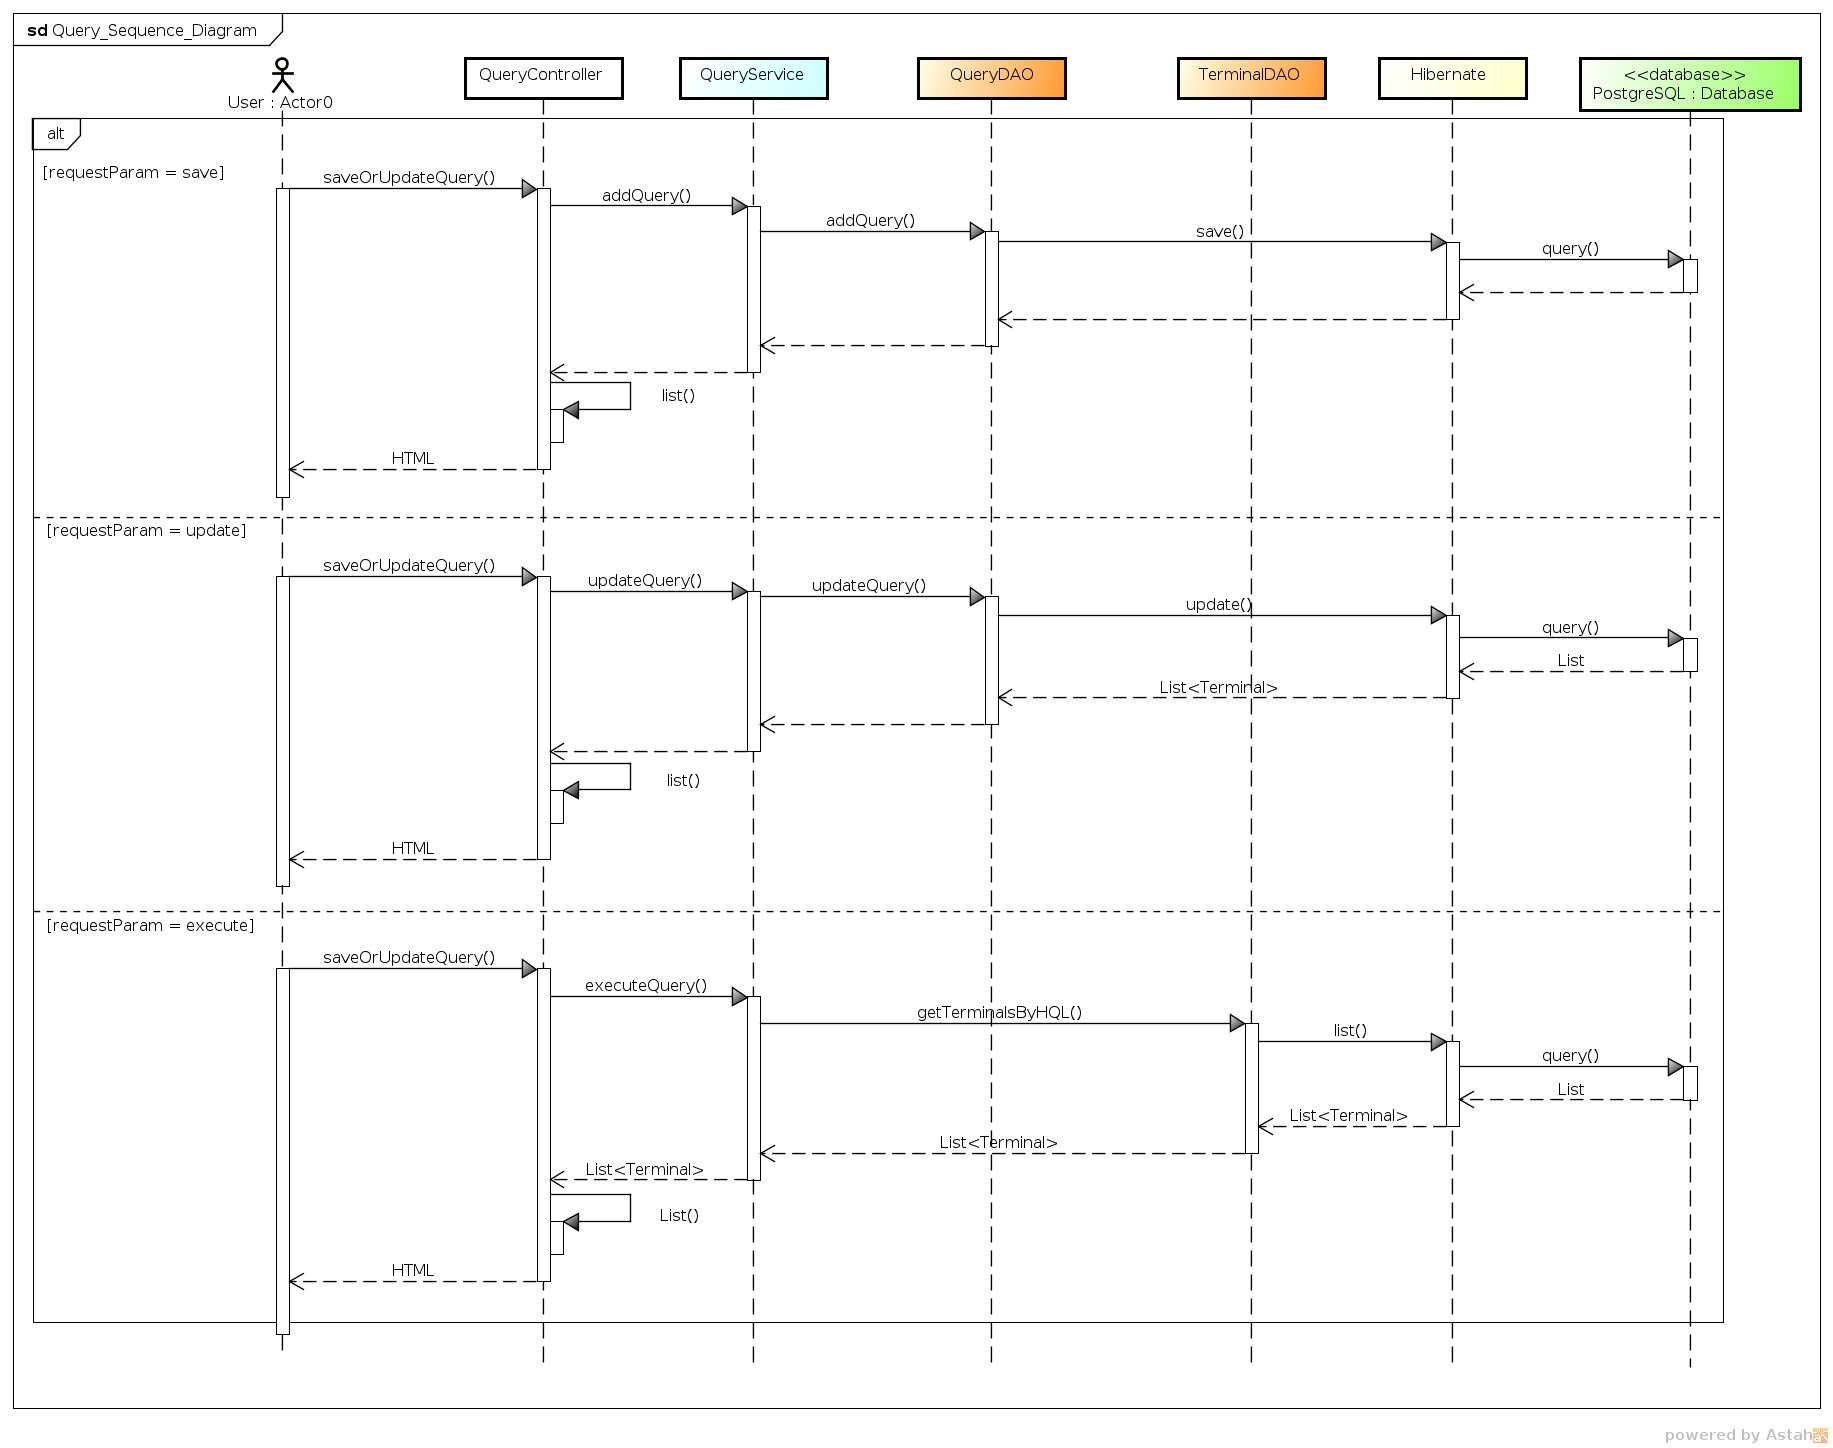 sd Query_Sequence_Diagram
User : Actor0
QueryController
QueryService
QueryDAO
TerminalDAO
Hibernate
<<database>>
PostgreSQL : Database
alt
[requestParam = save]
saveOrUpdateQuery()
addQuery()
addQuery()
save()
query()
list()
HTML
[requestParam = update]
saveOrUpdateQuery()
updateQuery()
updateQuery()
update()
query()
List
List<Terminal>
list()
HTML
[requestParam = execute]
saveOrUpdateQuery()
executeQuery()
getTerminalsByHQL()
list()
query()
List
List<Terminal>
List<Terminal>
List<Terminal>
List()
HTML
powered by Astah